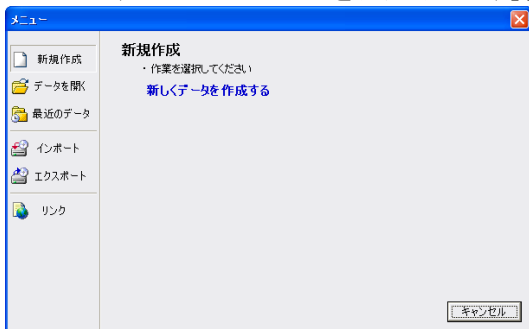 メニュー
新規作成
データを開く
最近のデータ
インポート
エクスポート
リンク
新規作成
・作業を選択してください
新しくデータを作成する
キャンセル